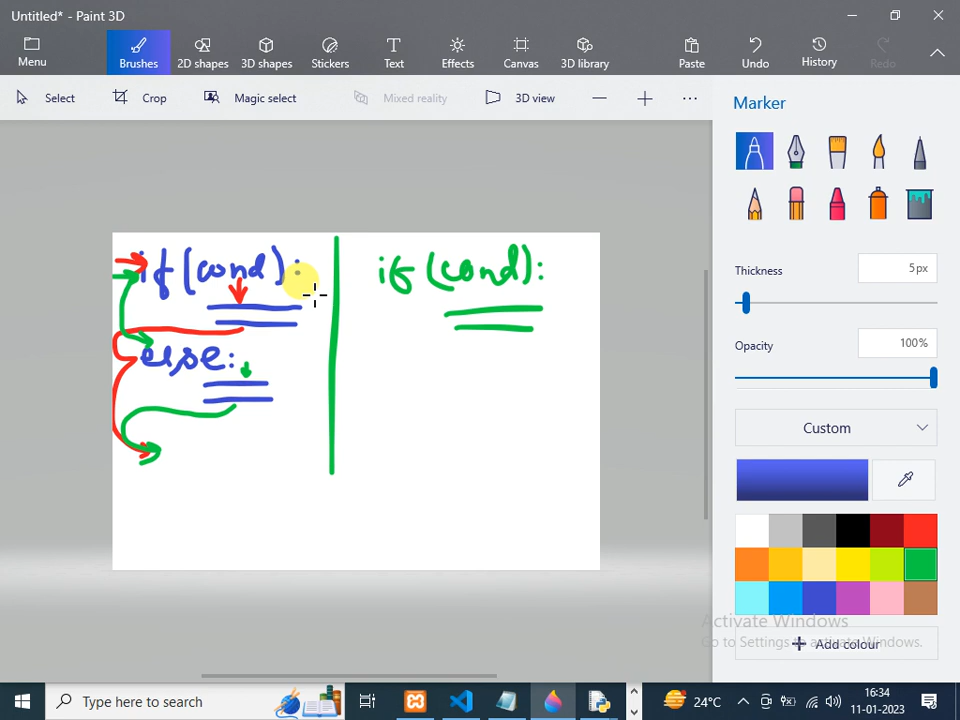 Untitled* - Paint 3D
Menu
Brushes
2D shapes
3D shapes
Stickers
Text
Effects
Canvas
3D library
Paste
Undo
History
Redo
Select
Crop
Magic select
Mixed reality
3D view
Marker
Thickness
5px
Opacity
100%
Custom
Add colour
Activate Windows
Go to Settings to activate Windows.
if (cond):
else:
if (cond):
Type here to search
24°C
16:34
11-01-2023